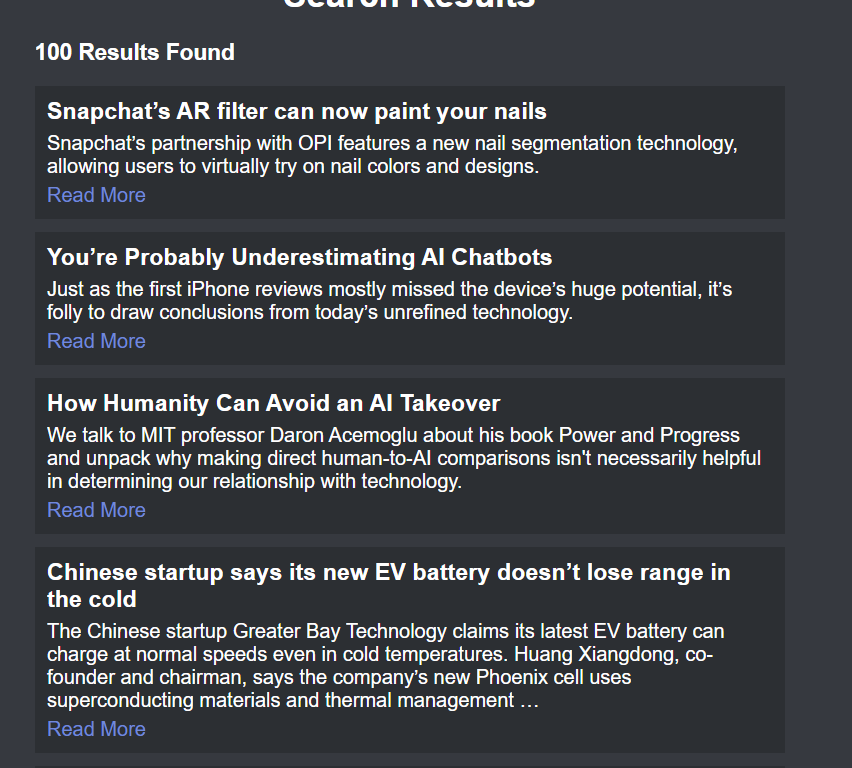 Search Results
100 Results Found
Snapchat’s AR filter can now paint your nails
Snapchat’s partnership with OPI features a new nail segmentation technology,
allowing users to virtually try on nail colors and designs.
Read More
You’re Probably Underestimating AI Chatbots
Just as the first iPhone reviews mostly missed the device’s huge potential, it’s
folly to draw conclusions from today’s unrefined technology.
Read More
How Humanity Can Avoid an AI Takeover
We talk to MIT professor Daron Acemoglu about his book Power and Progress
and unpack why making direct human-to-AI comparisons isn't necessarily helpful
in determining our relationship with technology.
Read More
Chinese startup says its new EV battery doesn’t lose range in
the cold
The Chinese startup Greater Bay Technology claims its latest EV battery can
charge at normal speeds even in cold temperatures. Huang Xiangdong, co-
founder and chairman, says the company’s new Phoenix cell uses
superconducting materials and thermal management …
Read More